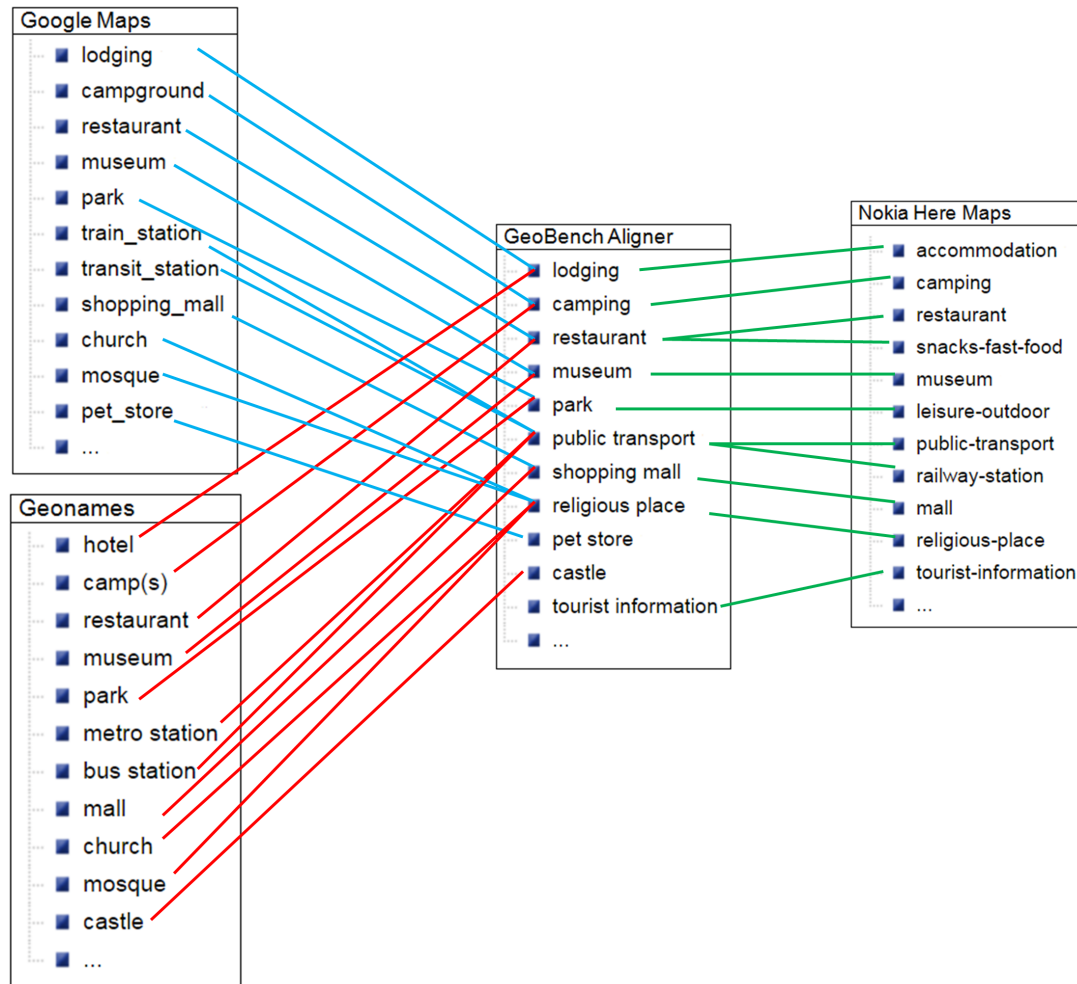 Google Maps
lodging
campground
restaurant
museum
park
train_station
transit_station
shopping_mall
church
mosque
pet_store
...
Geonames
hotel
camp(s)
restaurant
museum
park
metro station
bus station
mall
church
mosque
castle
...
GeoBench Aligner
lodging
camping
restaurant
museum
park
public transport
shopping mall
religious place
pet store
castle
tourist information
...
Nokia Here Maps
accommodation
camping
restaurant
snacks-fast-food
museum
leisure-outdoor
public-transport
railway-station
mall
religious-place
tourist-information
...